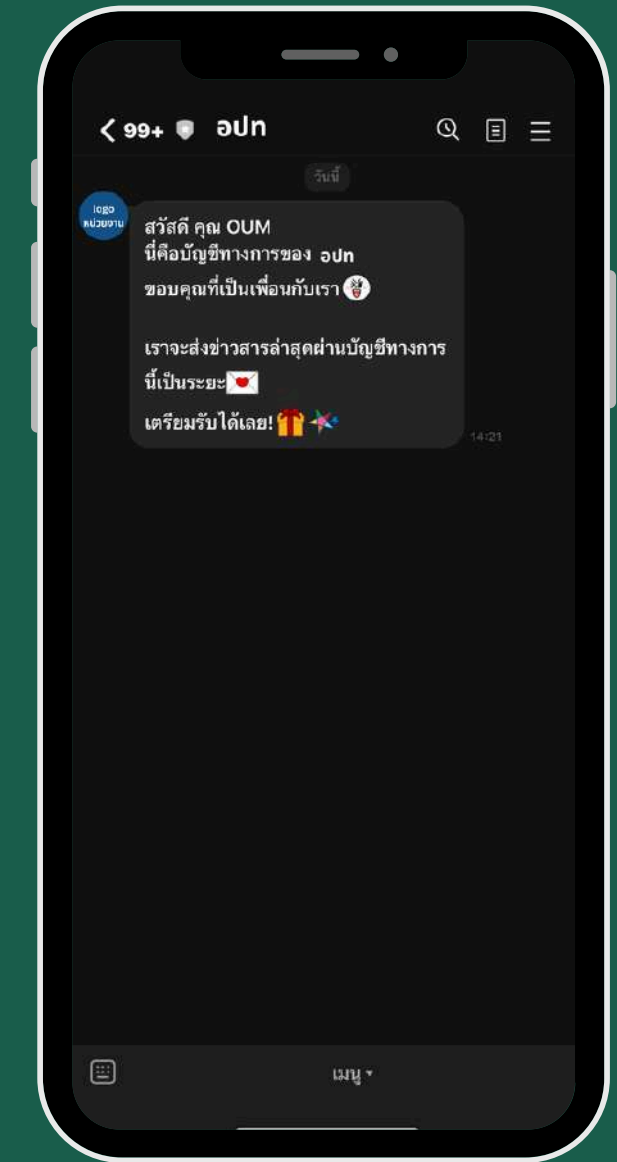 99+ อปท
วันนี้
logo
หน่วยงาน
สวัสดี คุณ OUM
นี่คือบัญชีทางการของ อปท
ขอบคุณที่เป็นเพื่อนกับเรา
เราจะส่งข่าวสารล่าสุดผ่านบัญชีทางการ
นี้เป็นระยะ
เตรียมรับได้เลย!
14:21
เมนู